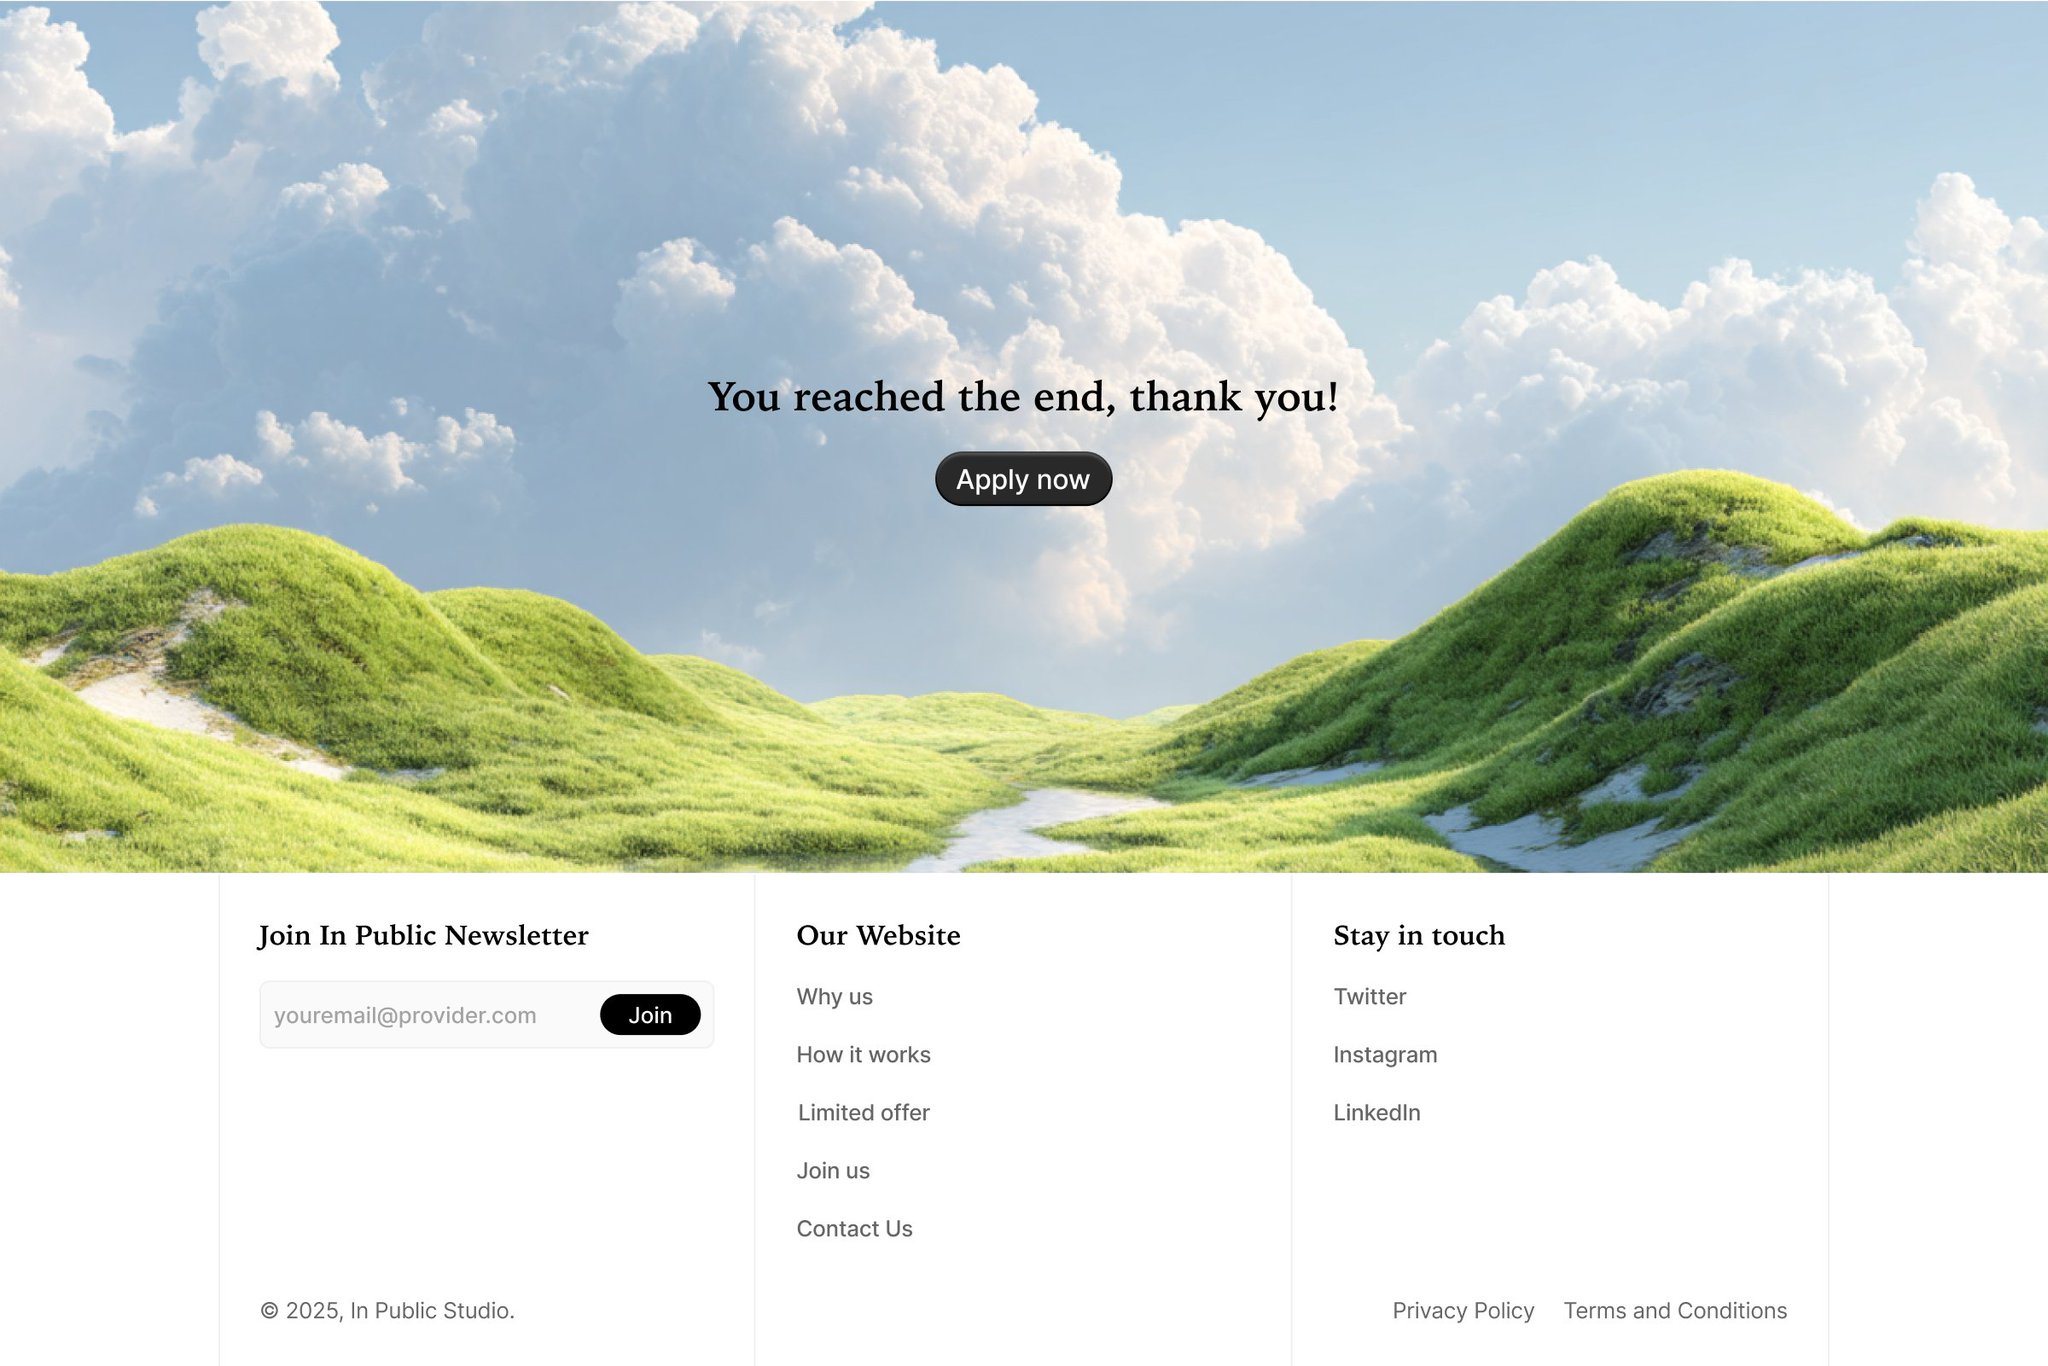 You reached the end, thank you!
Apply now
Join In Public Newsletter
youremail@provider.com
Join
Our Website
Why us
How it works
Limited offer
Join us
Contact Us
Stay in touch
Twitter
Instagram
LinkedIn
© 2025, In Public Studio.
Privacy Policy
Terms and Conditions